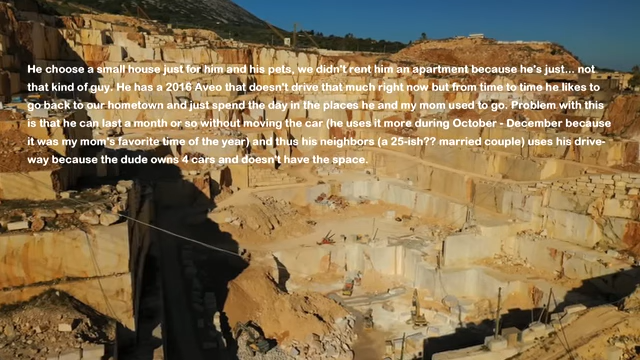 He choose a small house just for him and his pets, we didn't rent him an apartment because he's just... not
that kind of guy. He has a 2016 Aveo that doesn't drive that much right now but from time to time he likes to
go back to our hometown and just spend the day in the places he and my mom used to go. Problem with this
is that he can last a month or so without moving the car (he uses it more during October - December because
it was my mom's favorite time of the year) and thus his neighbors (a 25-ish?? married couple) uses his drive-
way because the dude owns 4 cars and doesn't have the space.